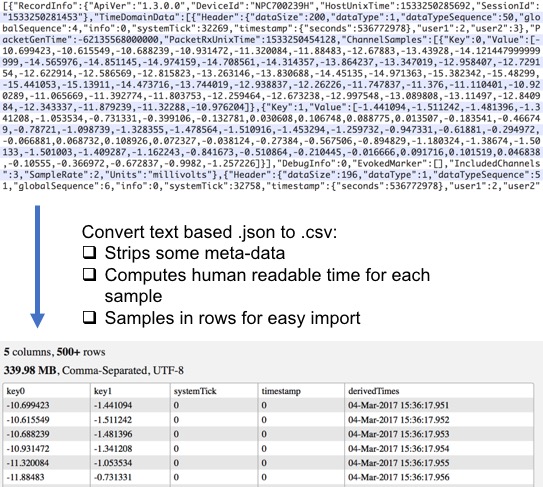 [{"RecordInfo":{"ApiVer":"1.3.0.0","DeviceId":"NPC700239H","HostUnixTime":1533250285692,"SessionId":
"1533250281453"},"TimeDomainData":[{"Header":{"dataSize":200,"dataType":1,"dataTypeSequence":50,"glo
balSequence":4,"info":0,"systemTick":32269,"timestamp":{"seconds":536772978},"user1":2,"user2":3},"P
acketGenTime":-62135568000000,"PacketRxUnixTime":1533250454128,"ChannelSamples":[{"Key":0,"Value":[-
10.699423,-10.615549,-10.688239,-10.931472,-11.320084,-11.88483,-12.67883,-13.43928,-14.121447999999
999,-14.565976,-14.851145,-14.974159,-14.708561,-14.314357,-13.864237,-13.347019,-12.958407,-12.7291
54,-12.622914,-12.586569,-12.815823,-13.263146,-13.830688,-14.45135,-14.971363,-15.382342,-15.48299,
-15.441053,-15.13911,-14.473716,-13.744019,-12.938837,-12.26226,-11.747837,-11.376,-11.110401,-10.92
0289,-11.065669,-11.392774,-11.803753,-12.259464,-12.673238,-12.997548,-13.089808,-13.11497,-12.8409
84,-12.343337,-11.879239,-11.32288,-10.976204]},{"Key":1,"Value":[-1.441094,-1.511242,-1.481396,-1.3
41208,-1.053534,-0.731331,-0.399106,-0.132781,0.030608,0.106748,0.088775,0.013507,-0.183541,-0.46679
,-0.78721,-1.098739,-1.328355,-1.478564,-1.510916,-1.453294,-1.259732,-0.947331,-0.61881,-0.294972,-
0.066881,0.068732,0.108926,0.072327,-0.038124,-0.27384,-0.567506,-0.894829,-1.180324,-1.38674,-1.501
33,-1.501003,-1.409287,-1.162243,-0.841673,-0.510864,-0.210445,-0.016666,0.091716,0.101519,0.046838
,-0.10555,-0.366972,-0.672837,-0.9982,-1.257226]}],"DebugInfo":0,"EvokedMarker":[],"IncludedChannels
":3,"SampleRate":2,"Units":"millivolts"},{"Header":{"dataSize":196,"dataType":1,"dataTypeSequence":5
1,"globalSequence":6,"info":0,"systemTick":32758,"timestamp":{"seconds":536772978},"user1":2,"user2"
Convert text based .json to .csv:
Strips some meta-data
Computes human readable time for each
sample
Samples in rows for easy import
5 columns, 500+ rows
339.98 MB, Comma-Separated, UTF-8
key0 key1 systemTick timestamp derivedTimes
-10.699423 -1.441094 0 0 04-Mar-2017 15:36:17.951
-10.615549 -1.511242 0 0 04-Mar-2017 15:36:17.952
-10.688239 -1.481396 0 0 04-Mar-2017 15:36:17.953
-10.931472 -1.341208 0 0 04-Mar-2017 15:36:17.954
-11.320084 -1.053534 0 0 04-Mar-2017 15:36:17.955
-11.88483 -0.731331 0 0 04-Mar-2017 15:36:17.956